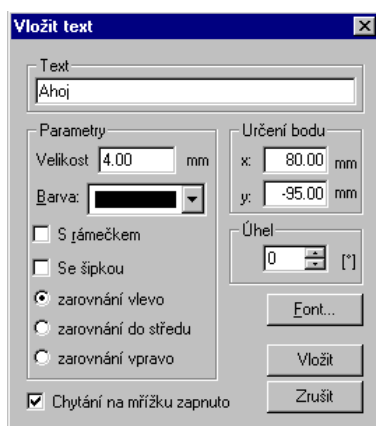 Vložit text
Text
Ahoj
Parametry
Velikost 4.00 mm
Barva:
S rámečkem
Se šipkou
zarovnání vlevo
zarovnání do středu
zarovnání vpravo
Určení bodu
x: 80.00 mm
y: -95.00 mm
Úhel
0 [°]
Font...
Vložit
Chytání na mřížku zapnuto
Zrušit